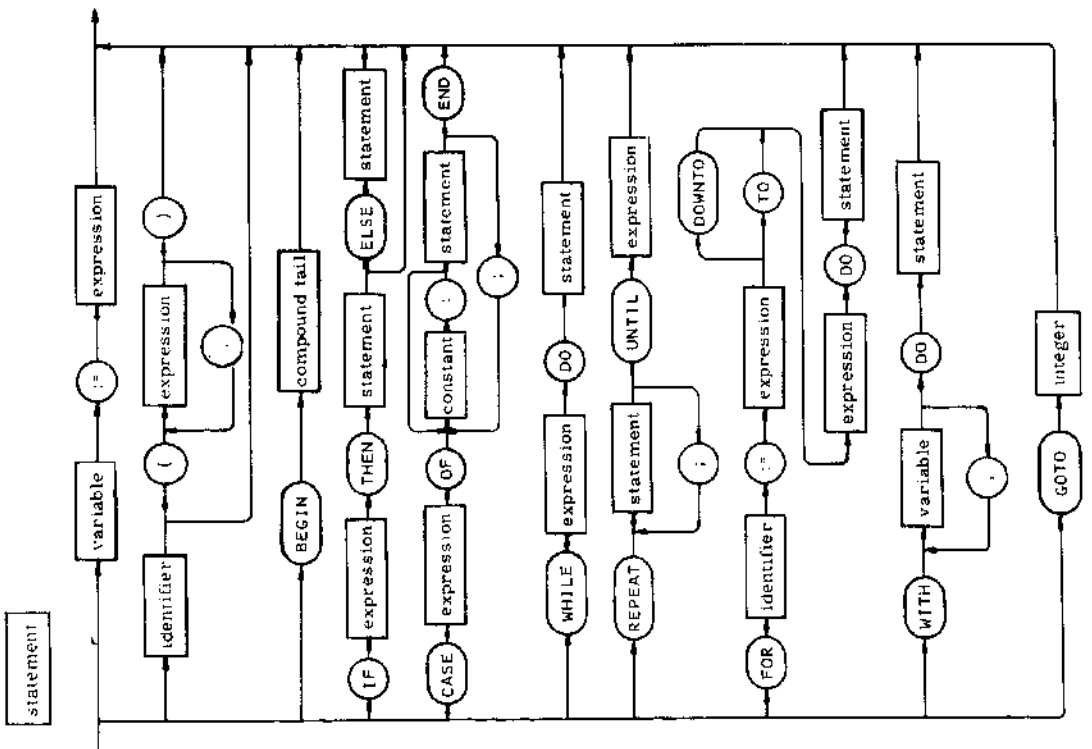 statement
variable := expression
identifier ( expression )
,
BEGIN compound tail
IF expression THEN statement ELSE statement
CASE expression OF constant : statement END
;
WHILE expression DO statement
REPEAT statement UNTIL expression
;
DOWNTO
FOR identifier := expression TO
expression DO statement
WITH variable DO statement
,
GOTO integer